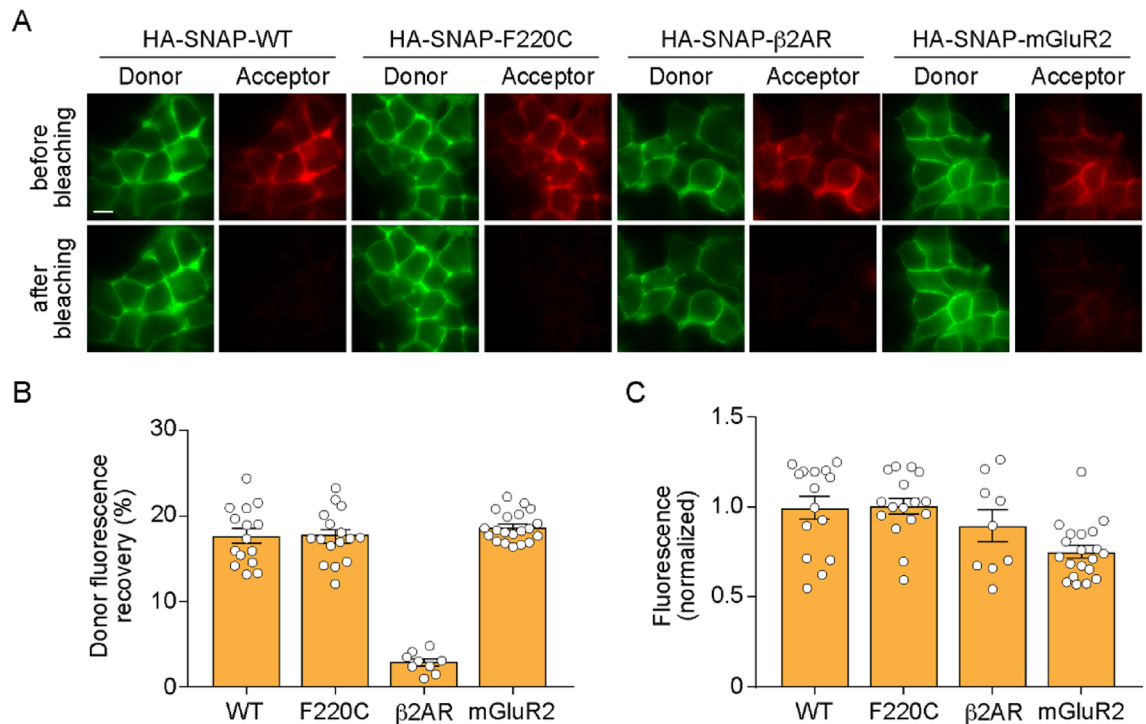 A
HA-SNAP-WT HA-SNAP-F220C HA-SNAP-β2AR HA-SNAP-mGluR2
Donor Acceptor Donor Acceptor Donor Acceptor Donor Acceptor
before
bleaching
after
bleaching
B
Donor fluorescence
recovery (%)
30
20
10
0
WT F220C β2AR mGluR2
C
Fluorescence
(normalized)
1.5
1.0
0.5
0
WT F220C β2AR mGluR2